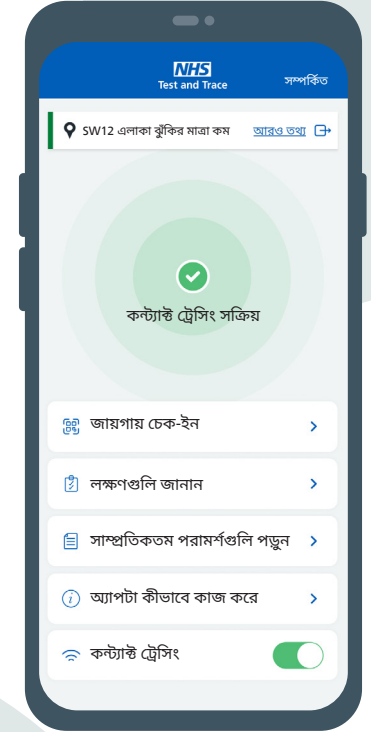 NHS
Test and Trace
সম্পর্কিত
SW12 এলাকা ঝুঁকির মাত্রা কম আরও তথ্য
কন্ট্যাক্ট ট্রেসিং সক্রিয়
জায়গায় চেক-ইন
লক্ষণগুলি জানান
সাম্প্রতিকতম পরামর্শগুলি পড়ুন
অ্যাপটা কীভাবে কাজ করে
কন্ট্যাক্ট ট্রেসিং